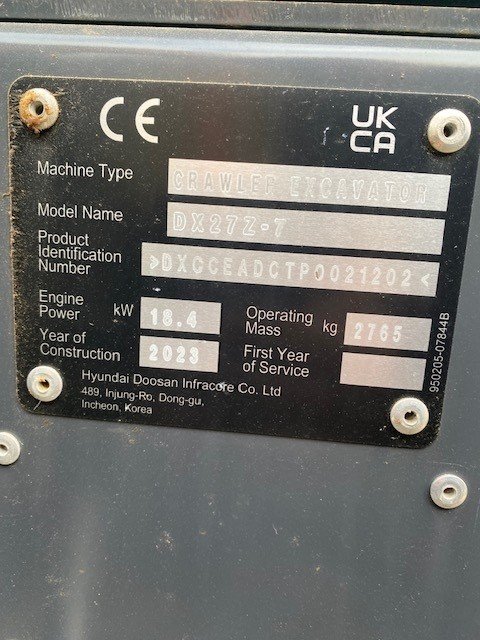 CE
UK
CA
Machine Type CRAWLER EXCAVATOR
Model Name DX27Z-7
Product
Identification
Number >DXCCEADCTP0021202<
Engine
Power kW 18.4
Operating
Mass kg 2765
Year of
Construction 2023
First Year
of Service
Hyundai Doosan Infracore Co. Ltd
489, Injung-Ro, Dong-gu,
Incheon, Korea
950205-07844B